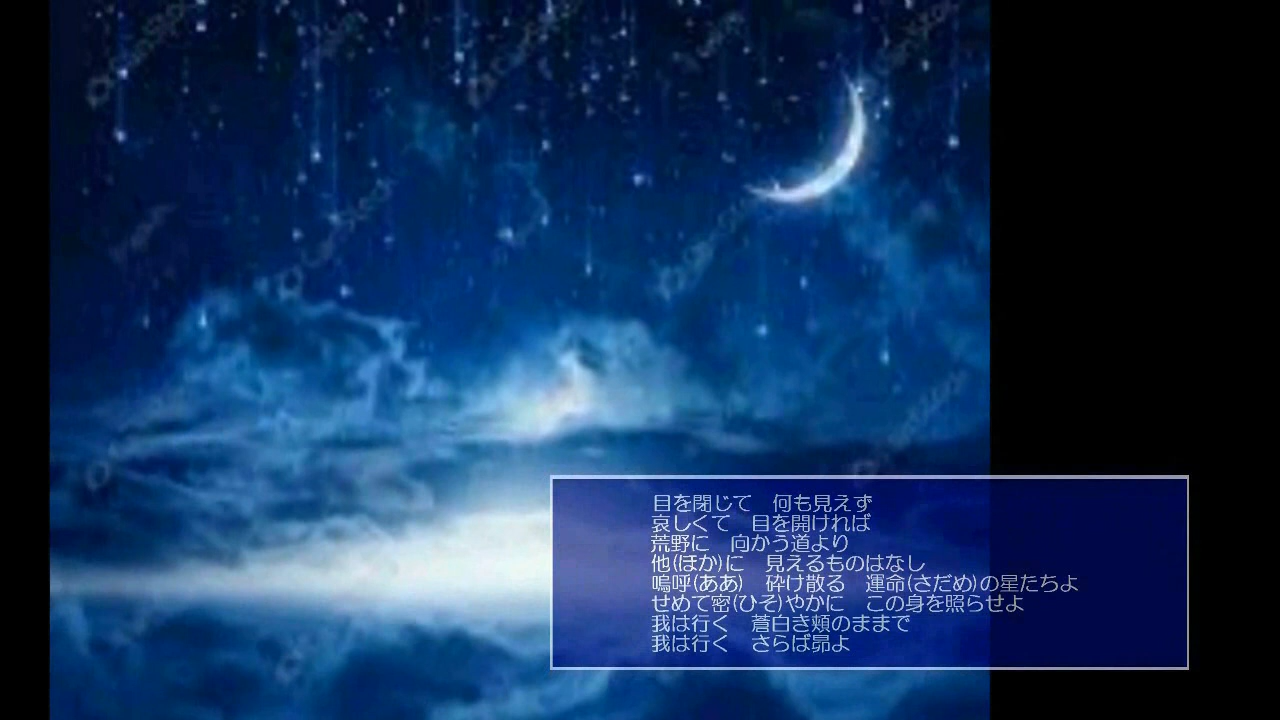 目を閉じて　何も見えず
哀しくて　目を開ければ
荒野に　向かう道より
他(ほか)に　見えるものはなし
嗚呼(ああ)　砕け散る　運命(さだめ)の星たちよ
せめて密(ひそ)やかに　この身を照らせよ
我は行く　蒼白き頬のままで
我は行く　さらば昴よ